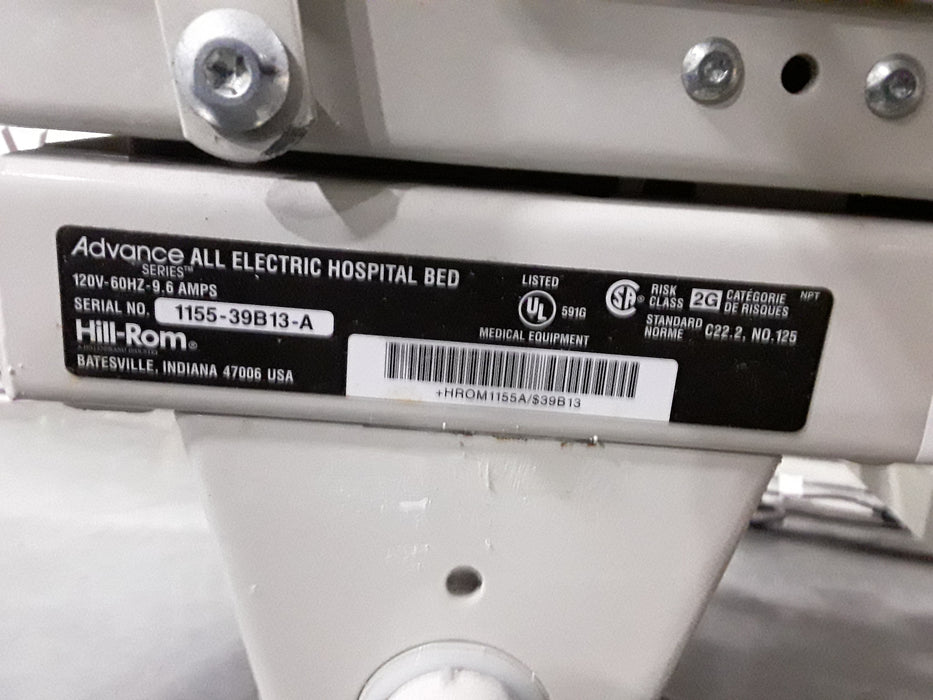 Advance ALL ELECTRIC HOSPITAL BED
SERIES™
120V-60HZ-9.6 AMPS
SERIAL NO. 1155-39B13-A
Hill-Rom®
BATESVILLE, INDIANA 47006 USA
LISTED
UL 591G
MEDICAL EQUIPMENT
+HROM1155A/$39B13
SA® RISK CLASS 2G CATÉGORIE DE RISQUES
NPT
STANDARD NORME C22.2, NO.125